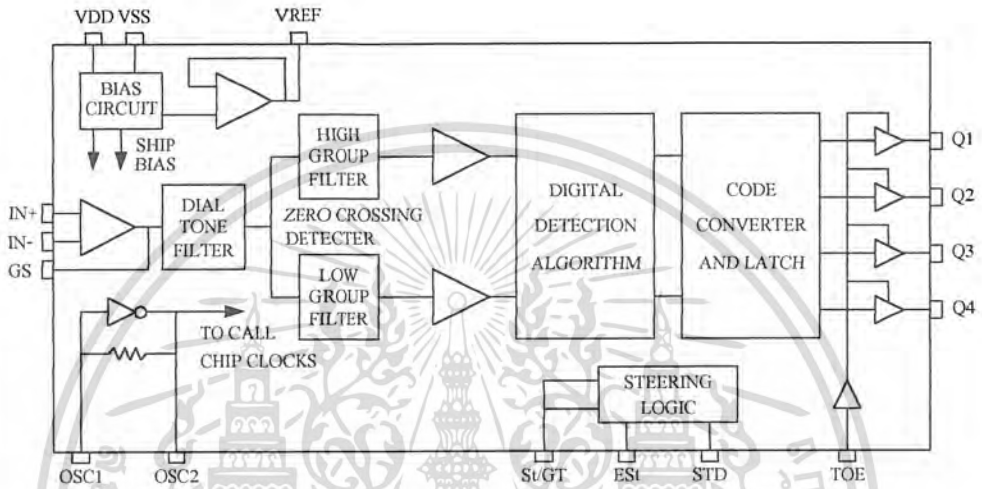 VDD VSS VREF
BIAS
CIRCUIT
SHIP
BIAS
HIGH
GROUP
FILTER
Q1
Q2
Q3
Q4
IN+
IN-
GS
DIAL
TONE
FILTER
ZERO CROSSING
DETECTER
LOW
GROUP
FILTER
DIGITAL
DETECTION
ALGORITHM
CODE
CONVERTER
AND LATCH
TO CALL
CHIP CLOCKS
STEERING
LOGIC
OSC1 OSC2 St/GT ESt STD TOE